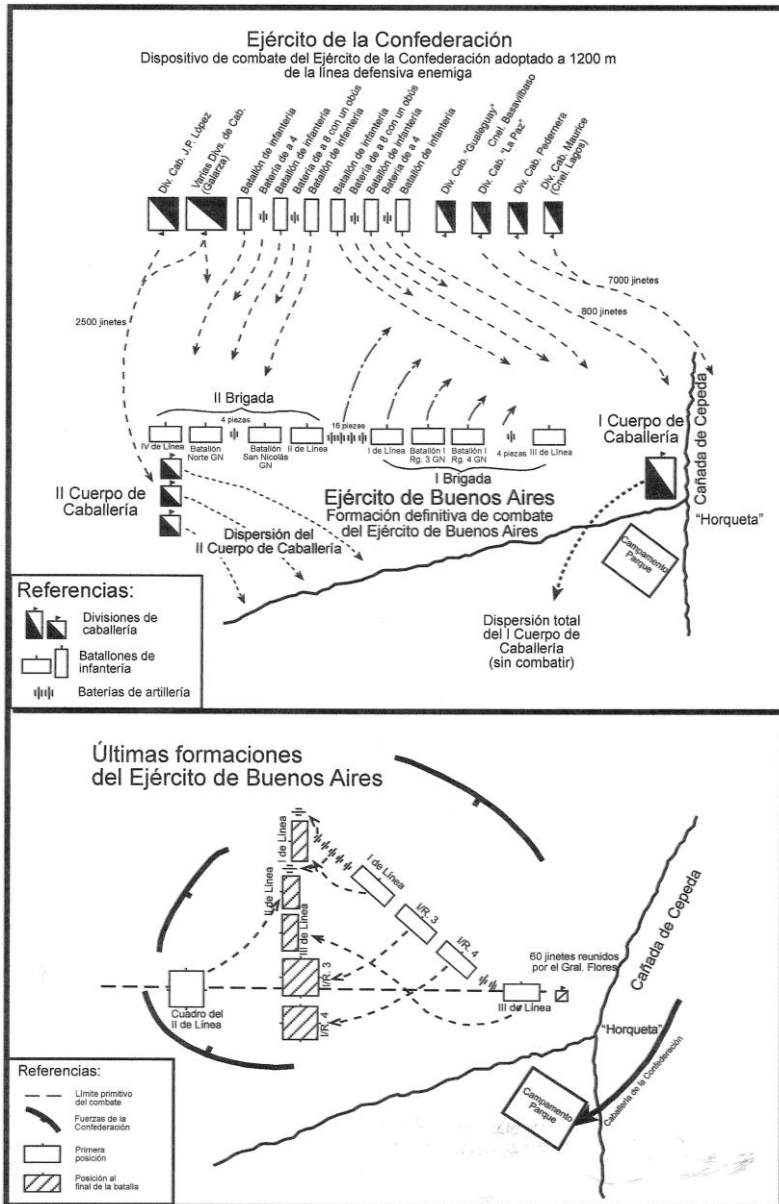 Ejército de la Confederación
Dispositivo de combate del Ejército de la Confederación adoptado a 1200 m
de la línea defensiva enemiga
Div. Cab. J.P. López
Varias Divs. de Cab.
(Galarza)
Batallón de infantería
Batería de a 4
Batallón de infantería
Batería de a 8 con un obús
Batallón de infantería
Batallón de infantería
Batería de a 8 con un obús
Batallón de infantería
Batería de a 4
Batallón de infantería
Div. Cab. "Gualeguay"
Cnel. Basavilbaso
Div. Cab. "La Paz"
Div. Cab. Pedernera
Div. Cab. Maurice
(Cnel. Lagos)
2500 jinetes
7000 jinetes
800 jinetes
II Brigada
4 piezas
16 piezas
IV de Línea
Batallón
Norte GN
Batallón
San Nicolás
GN
II de Línea
I de Línea
Batallón I
Rg. 3 GN
Batallón I
Rg. 4 GN
4 piezas
III de Línea
I Brigada
I Cuerpo de
Caballería
Cañada de Cepeda
II Cuerpo de
Caballería
Ejército de Buenos Aires
Formación definitiva de combate
del Ejército de Buenos Aires
"Horqueta"
Dispersión del
II Cuerpo de Caballería
Campamento
Parque
Dispersión total
del I Cuerpo de
Caballería
(sin combatir)
Referencias:
Divisiones de
caballería
Batallones de
infantería
Baterías de artillería
Últimas formaciones
del Ejército de Buenos Aires
I de Línea
II de Línea
III de Línea
I/R. 3
I/R. 4
I de Línea
I/R. 3
I/R. 4
III de Línea
60 jinetes reunidos
por el Gral. Flores
Cuadro del
II de Línea
Cañada de Cepeda
"Horqueta"
Campamento
Parque
Caballería de la Confederación
Referencias:
Límite primitivo
del combate
Fuerzas de la
Confederación
Primera
posición
Posición al
final de la batalla